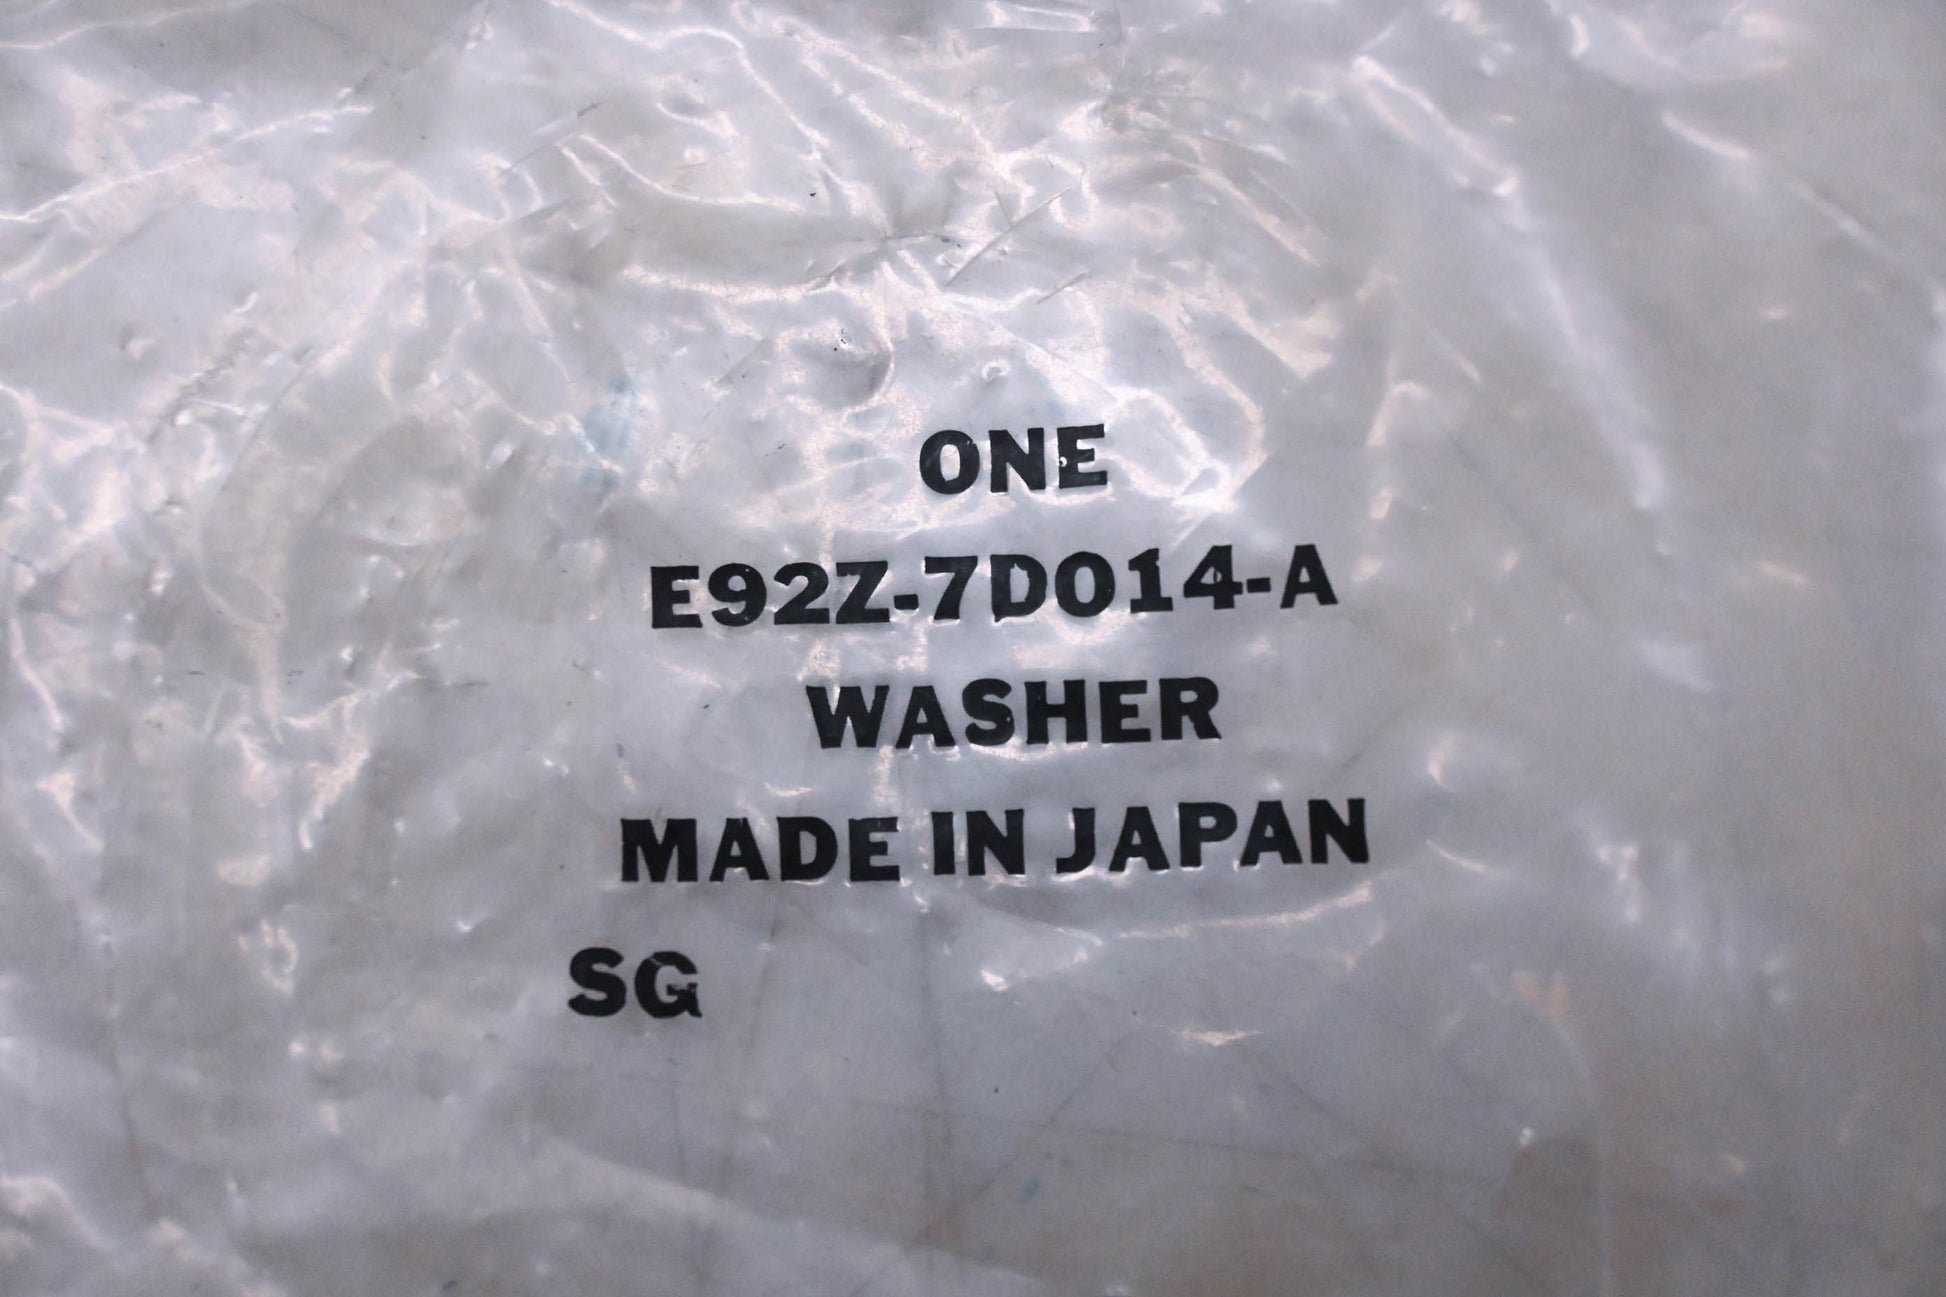 ONE
E92Z-7D014-A
WASHER
MADE IN JAPAN
SG